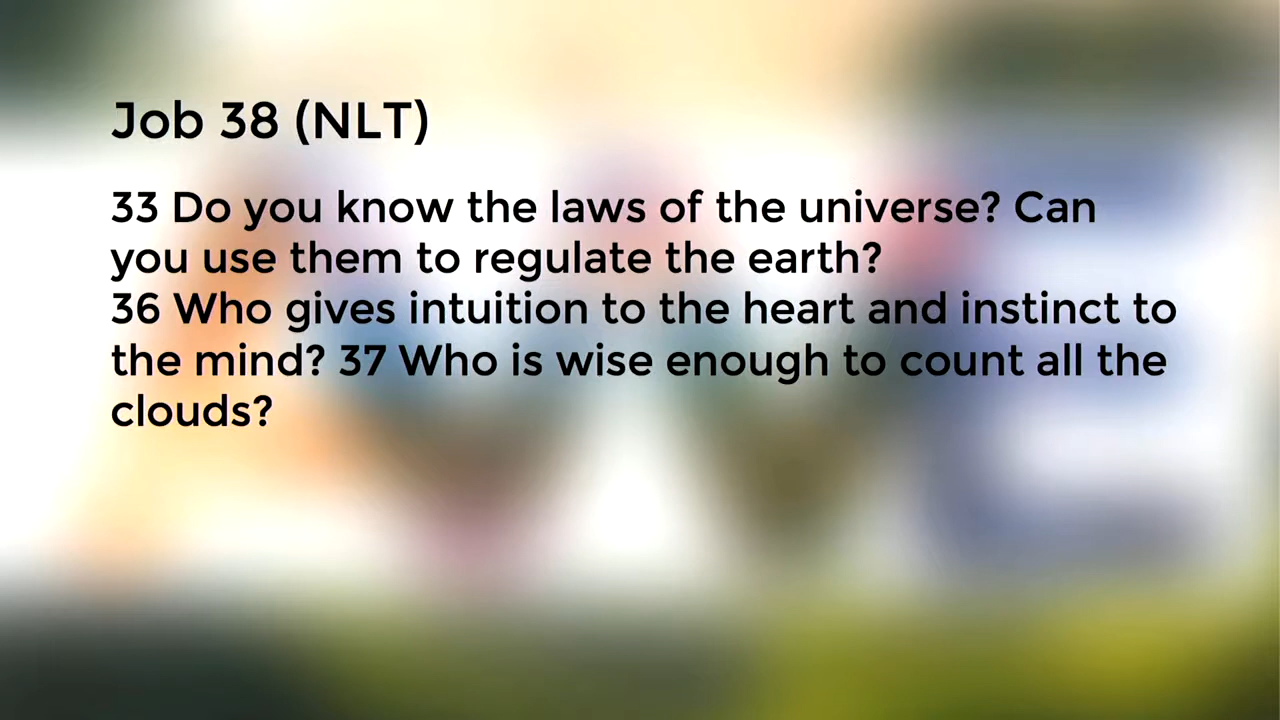 Job 38 (NLT)
33 Do you know the laws of the universe? Can
you use them to regulate the earth?
36 Who gives intuition to the heart and instinct to
the mind? 37 Who is wise enough to count all the
clouds?